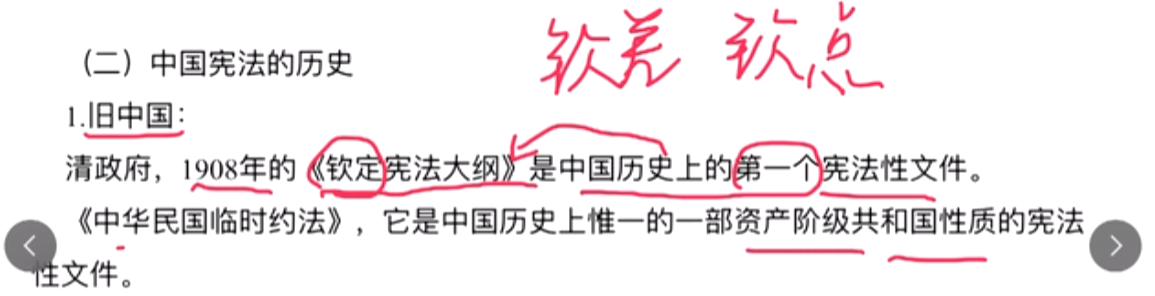 钦差 钦点
（二）中国宪法的历史
1.旧中国：
清政府，1908年的《钦定宪法大纲》是中国历史上的第一个宪法性文件。
《中华民国临时约法》，它是中国历史上惟一的一部资产阶级共和国性质的宪法
性文件。